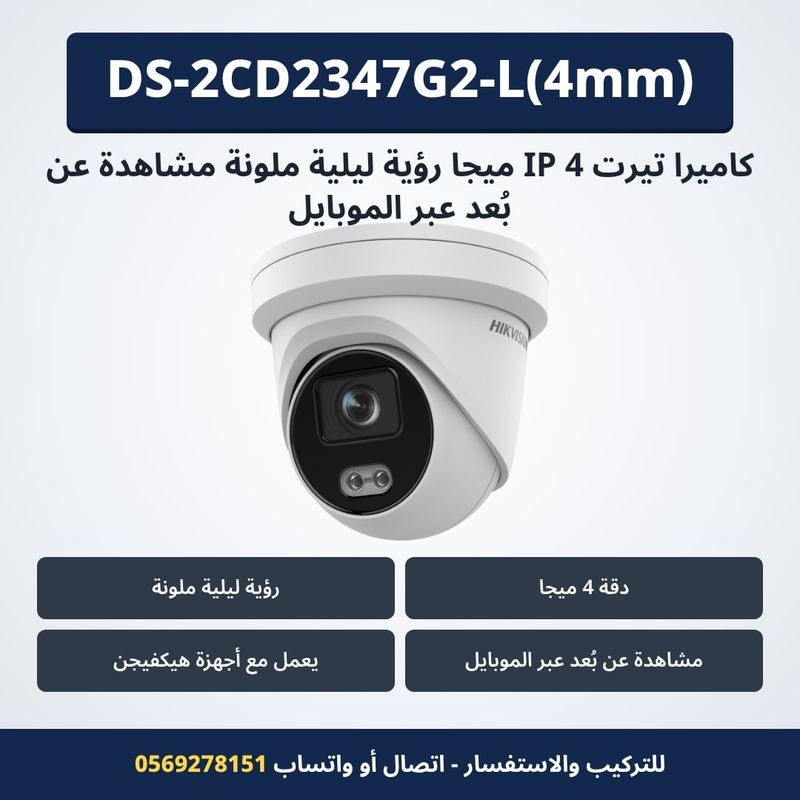 DS-2CD2347G2-L(4mm)
كاميرا تيرت IP 4 ميجا رؤية ليلية ملونة مشاهدة عن
بُعد عبر الموبايل
HIKVISION
دقة 4 ميجا
رؤية ليلية ملونة
مشاهدة عن بُعد عبر الموبايل
يعمل مع أجهزة هيكفيجن
للتركيب والاستفسار - اتصال أو واتساب 0569278151